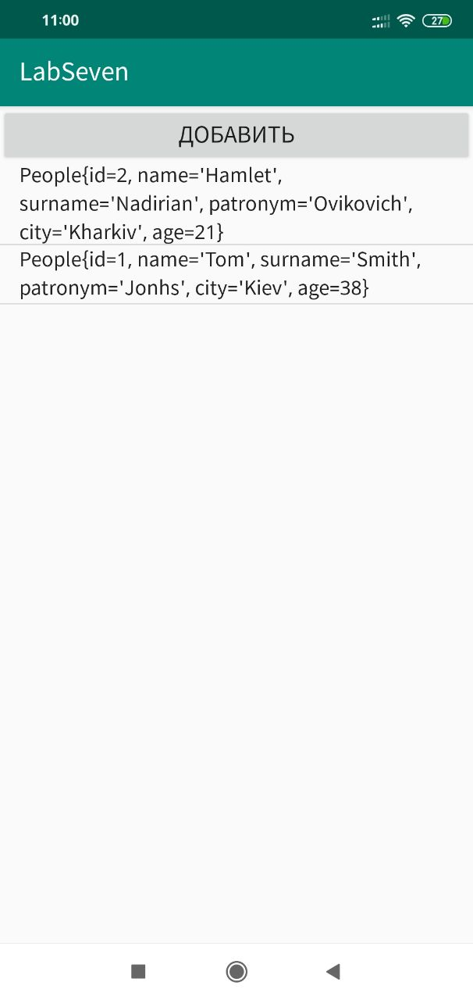 11:00
27
LabSeven
ДОБАВИТЬ
People{id=2, name='Hamlet',
surname='Nadirian', patronym='Ovikovich',
city='Kharkiv', age=21}
People{id=1, name='Tom', surname='Smith',
patronym='Jonhs', city='Kiev', age=38}